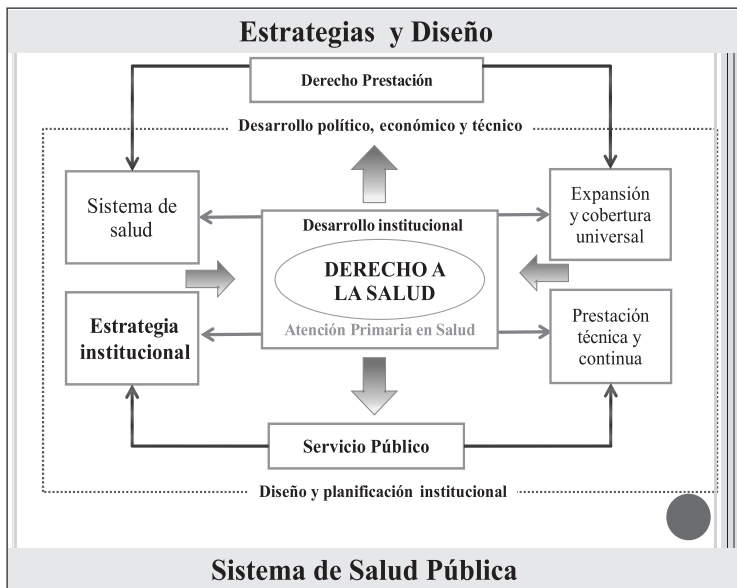 Estrategias y Diseño
Derecho Prestación
Desarrollo político, económico y técnico
Sistema de
salud
Desarrollo institucional
Expansión
y cobertura
universal
DERECHO A
LA SALUD
Estrategia
institucional
Atención Primaria en Salud
Prestación
técnica y
continua
Servicio Público
Diseño y planificación institucional
Sistema de Salud Pública